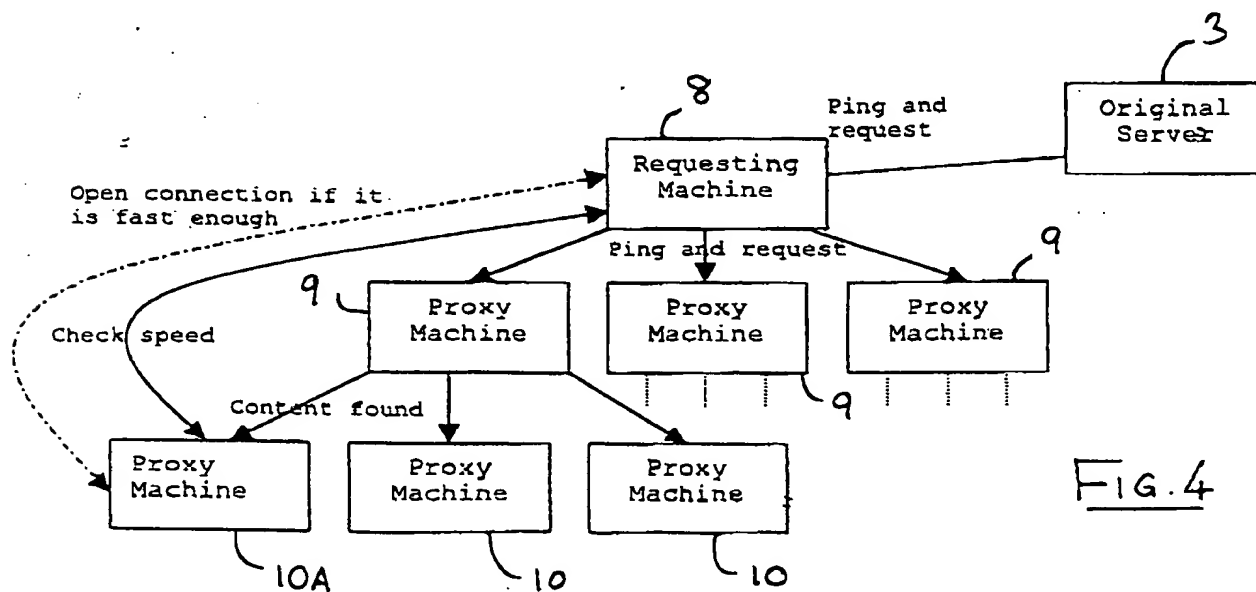 3
8
Ping and
request
Original
Server
Requesting
Machine
Open connection if it
is fast enough
Ping and request
9
9
Proxy
Machine
Proxy
Machine
Proxy
Machine
Check speed
9
Content found
Proxy
Machine
Proxy
Machine
Proxy
Machine
FIG. 4
10A
10
10